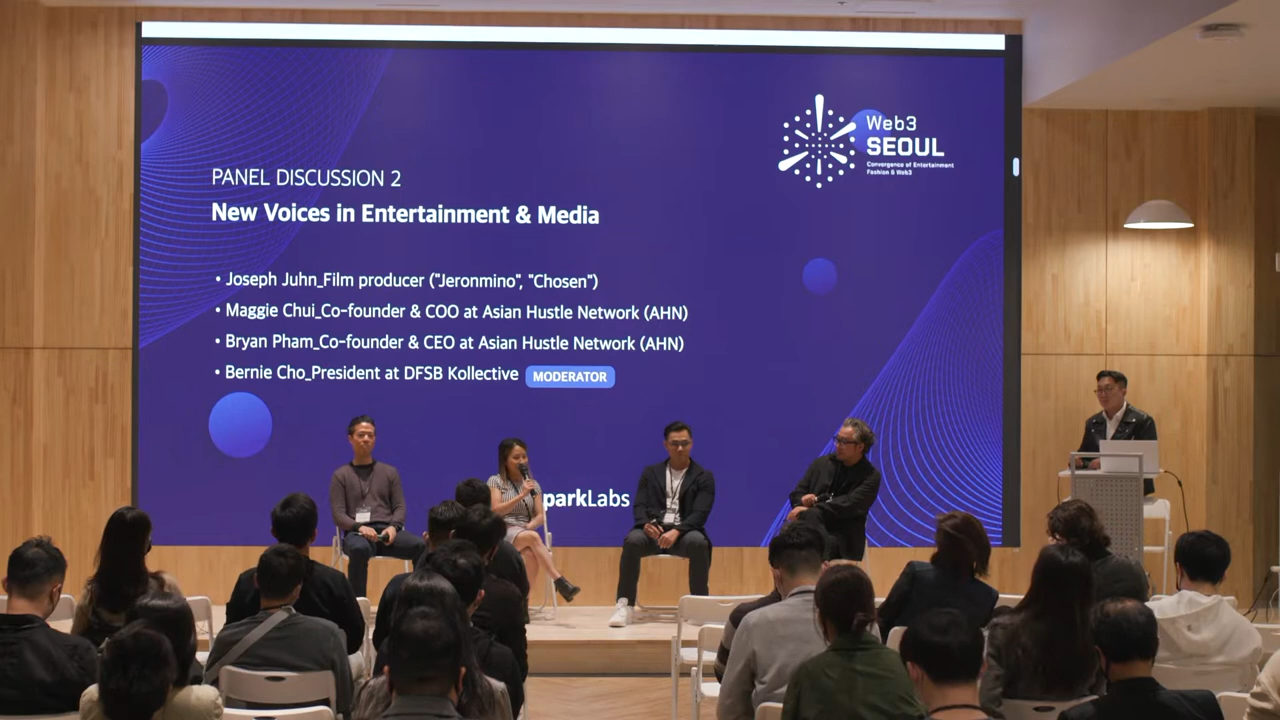 Web3
SEOUL
Convergence of Entertainment
Fashion & Web3
PANEL DISCUSSION 2
New Voices in Entertainment & Media
• Joseph Juhn_Film producer ("Jeronmino", "Chosen")
• Maggie Chui_Co-founder & COO at Asian Hustle Network (AHN)
• Bryan Pham_Co-founder & CEO at Asian Hustle Network (AHN)
• Bernie Cho_President at DFSB Kollective MODERATOR
parkLabs